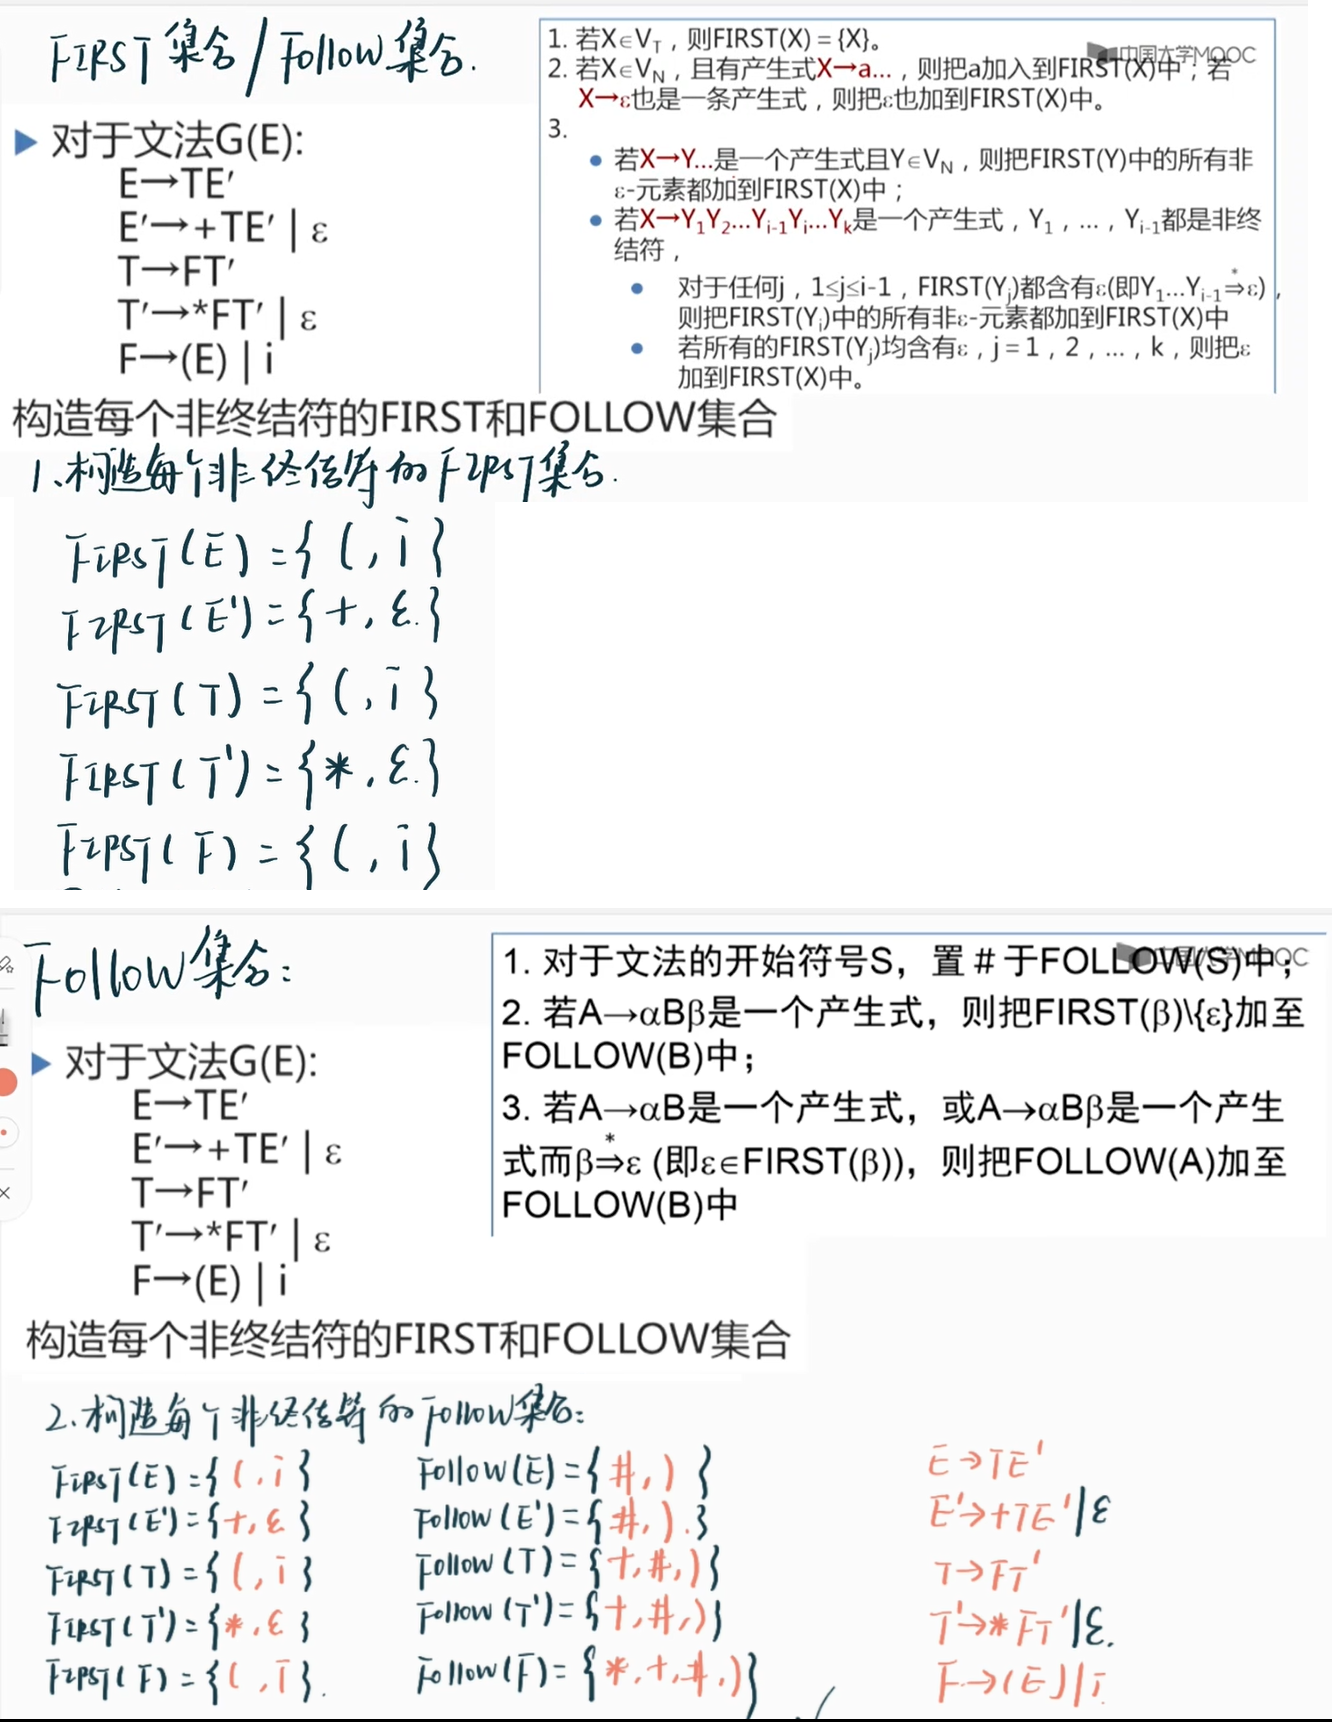 FIRST集合/Follow集合.
对于文法G(E):
E→TE′
E′→+TE′ | ε
T→FT′
T′→*FT′ | ε
F→(E) | i
构造每个非终结符的FIRST和FOLLOW集合
1. 若X∈V_T，则FIRST(X) = {X}。
中国大学MOOC
2. 若X∈V_N，且有产生式X→a...，则把a加入到FIRST(X)中；若
X→ε也是一条产生式，则把ε也加到FIRST(X)中。
3.
● 若X→Y...是一个产生式且Y∈V_N，则把FIRST(Y)中的所有非
ε-元素都加到FIRST(X)中；
● 若X→Y₁Y₂...Y_{i-1}Y_i...Y_k是一个产生式，Y₁，...，Y_{i-1}都是非终
结符，
● 对于任何j，1≤j≤i-1，FIRST(Y_j)都含有ε(即Y₁...Y_{i-1}⇒*ε)，
则把FIRST(Y_i)中的所有非ε-元素都加到FIRST(X)中
● 若所有的FIRST(Y_j)均含有ε，j = 1，2，...，k，则把ε
加到FIRST(X)中。
1.构造每个非终结符的FIRST集合.
FIRST(E)={(,i}
FIRST(E')={+,ε.}
FIRST(T)={(,i}
FIRST(T')={*,ε.}
FIRST(F)={(,i}
Follow集合:
对于文法G(E):
E→TE′
E′→+TE′ | ε
T→FT′
T′→*FT′ | ε
F→(E) | i
构造每个非终结符的FIRST和FOLLOW集合
1. 对于文法的开始符号S，置 # 于FOLLOW(S)中；
中国大学MOOC
2. 若A→αBβ是一个产生式，则把FIRST(β)\{ε}加至
FOLLOW(B)中；
3. 若A→αB是一个产生式，或A→αBβ是一个产生
式而β⇒*ε (即ε∈FIRST(β))，则把FOLLOW(A)加至
FOLLOW(B)中
2.构造每个非终结符的Follow集合:
FIRST(E)={(,i}
FIRST(E')={+,ε}
FIRST(T)={(,i}
FIRST(T')={*,ε}
FIRST(F)={(,i}.
Follow(E)={#,)}
Follow(E')={#,).}
Follow(T)={+,#,)}
Follow(T')={+,#,)}
Follow(F)={*,+,#,)}
E→TE'
E'→+TE'|ε
T→FT'
T'→*FT'|ε.
F→(E)|i.